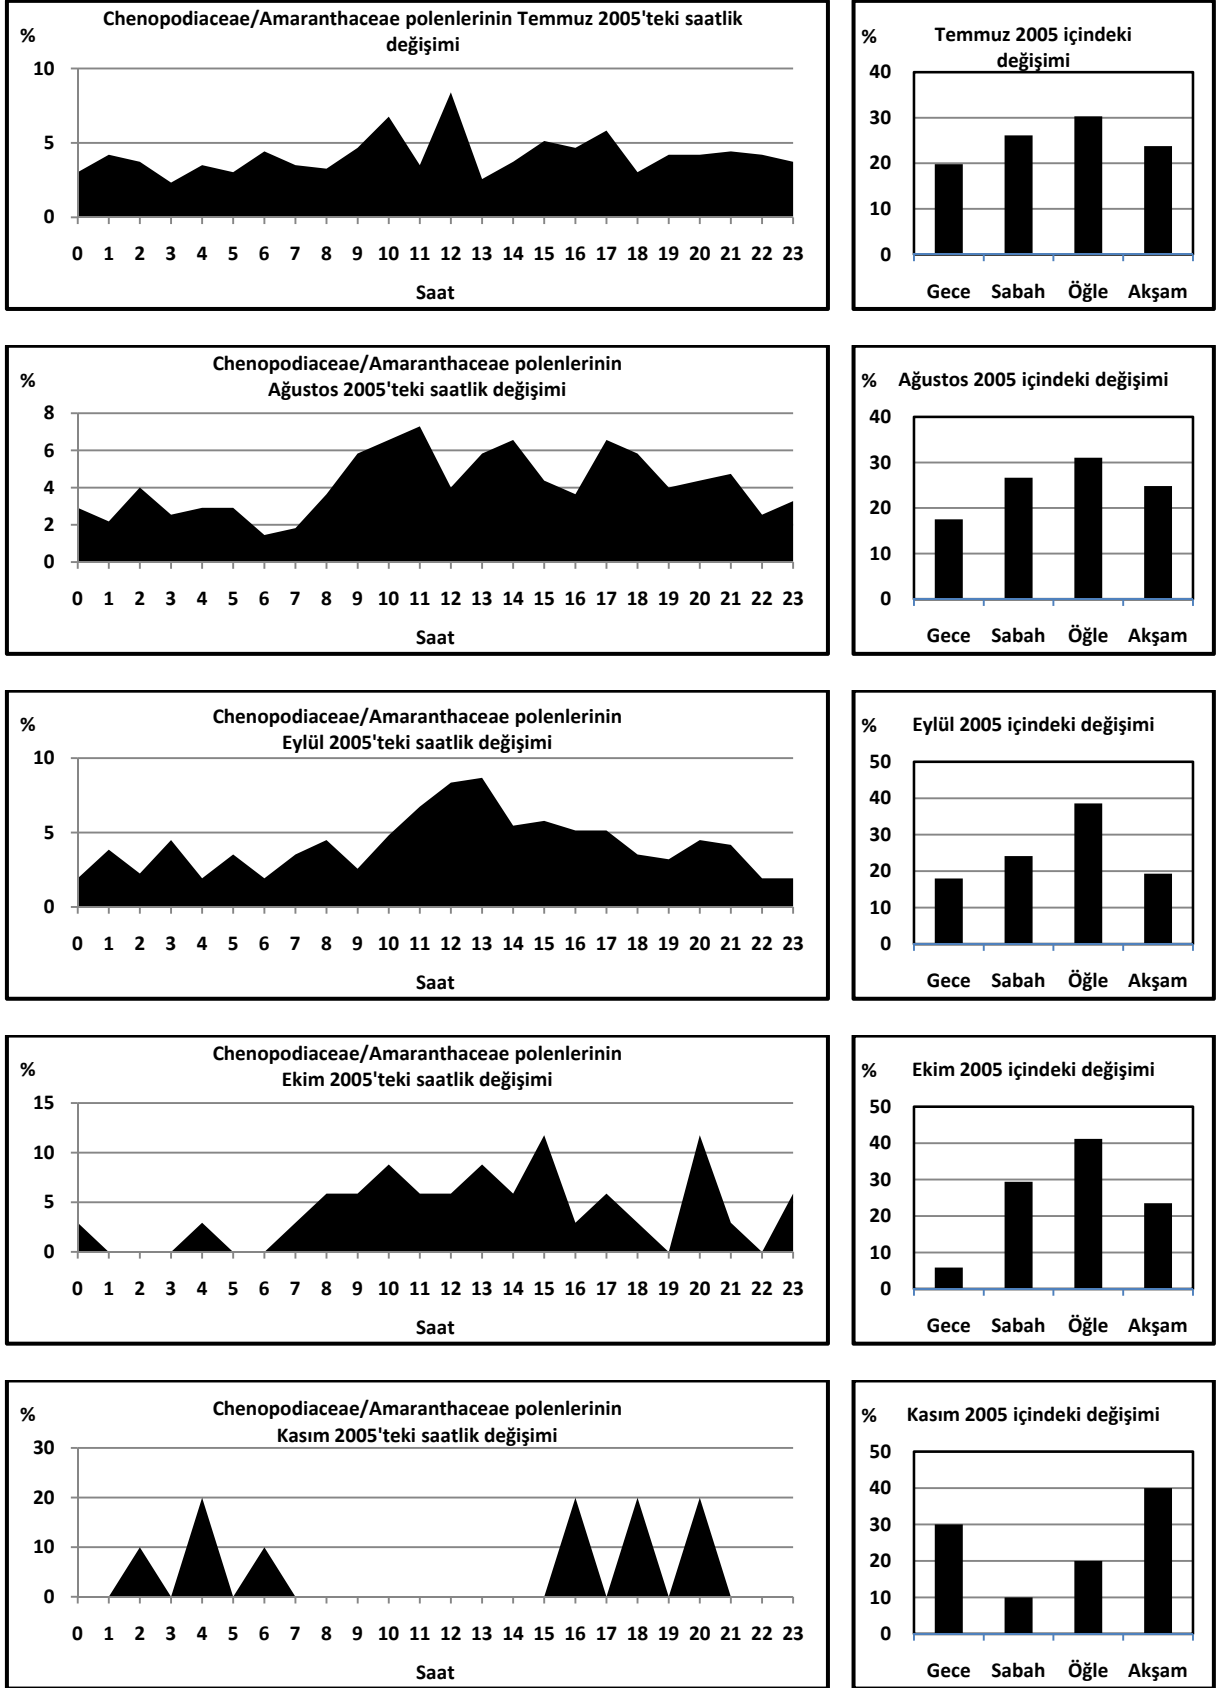 Chenopodiaceae/Amaranthaceae polenlerinin Temmuz 2005'teki saatlik
değişimi
%
10
5
0
0 1 2 3 4 5 6 7 8 9 10 11 12 13 14 15 16 17 18 19 20 21 22 23
Saat
% Temmuz 2005 içindeki
değişimi
40
30
20
10
0
Gece Sabah Öğle Akşam
Chenopodiaceae/Amaranthaceae polenlerinin
% Ağustos 2005'teki saatlik değişimi
8
6
4
2
0
0 1 2 3 4 5 6 7 8 9 10 11 12 13 14 15 16 17 18 19 20 21 22 23
Saat
% Ağustos 2005 içindeki değişimi
40
30
20
10
0
Gece Sabah Öğle Akşam
% Chenopodiaceae/Amaranthaceae polenlerinin
Eylül 2005'teki saatlik değişimi
10
5
0
0 1 2 3 4 5 6 7 8 9 10 11 12 13 14 15 16 17 18 19 20 21 22 23
Saat
% Eylül 2005 içindeki değişimi
50
40
30
20
10
0
Gece Sabah Öğle Akşam
Chenopodiaceae/Amaranthaceae polenlerinin
% Ekim 2005'teki saatlik değişimi
15
10
5
0
0 1 2 3 4 5 6 7 8 9 10 11 12 13 14 15 16 17 18 19 20 21 22 23
Saat
% Ekim 2005 içindeki değişimi
50
40
30
20
10
0
Gece Sabah Öğle Akşam
% Chenopodiaceae/Amaranthaceae polenlerinin
Kasım 2005'teki saatlik değişimi
30
20
10
0
0 1 2 3 4 5 6 7 8 9 10 11 12 13 14 15 16 17 18 19 20 21 22 23
Saat
% Kasım 2005 içindeki değişimi
50
40
30
20
10
0
Gece Sabah Öğle Akşam